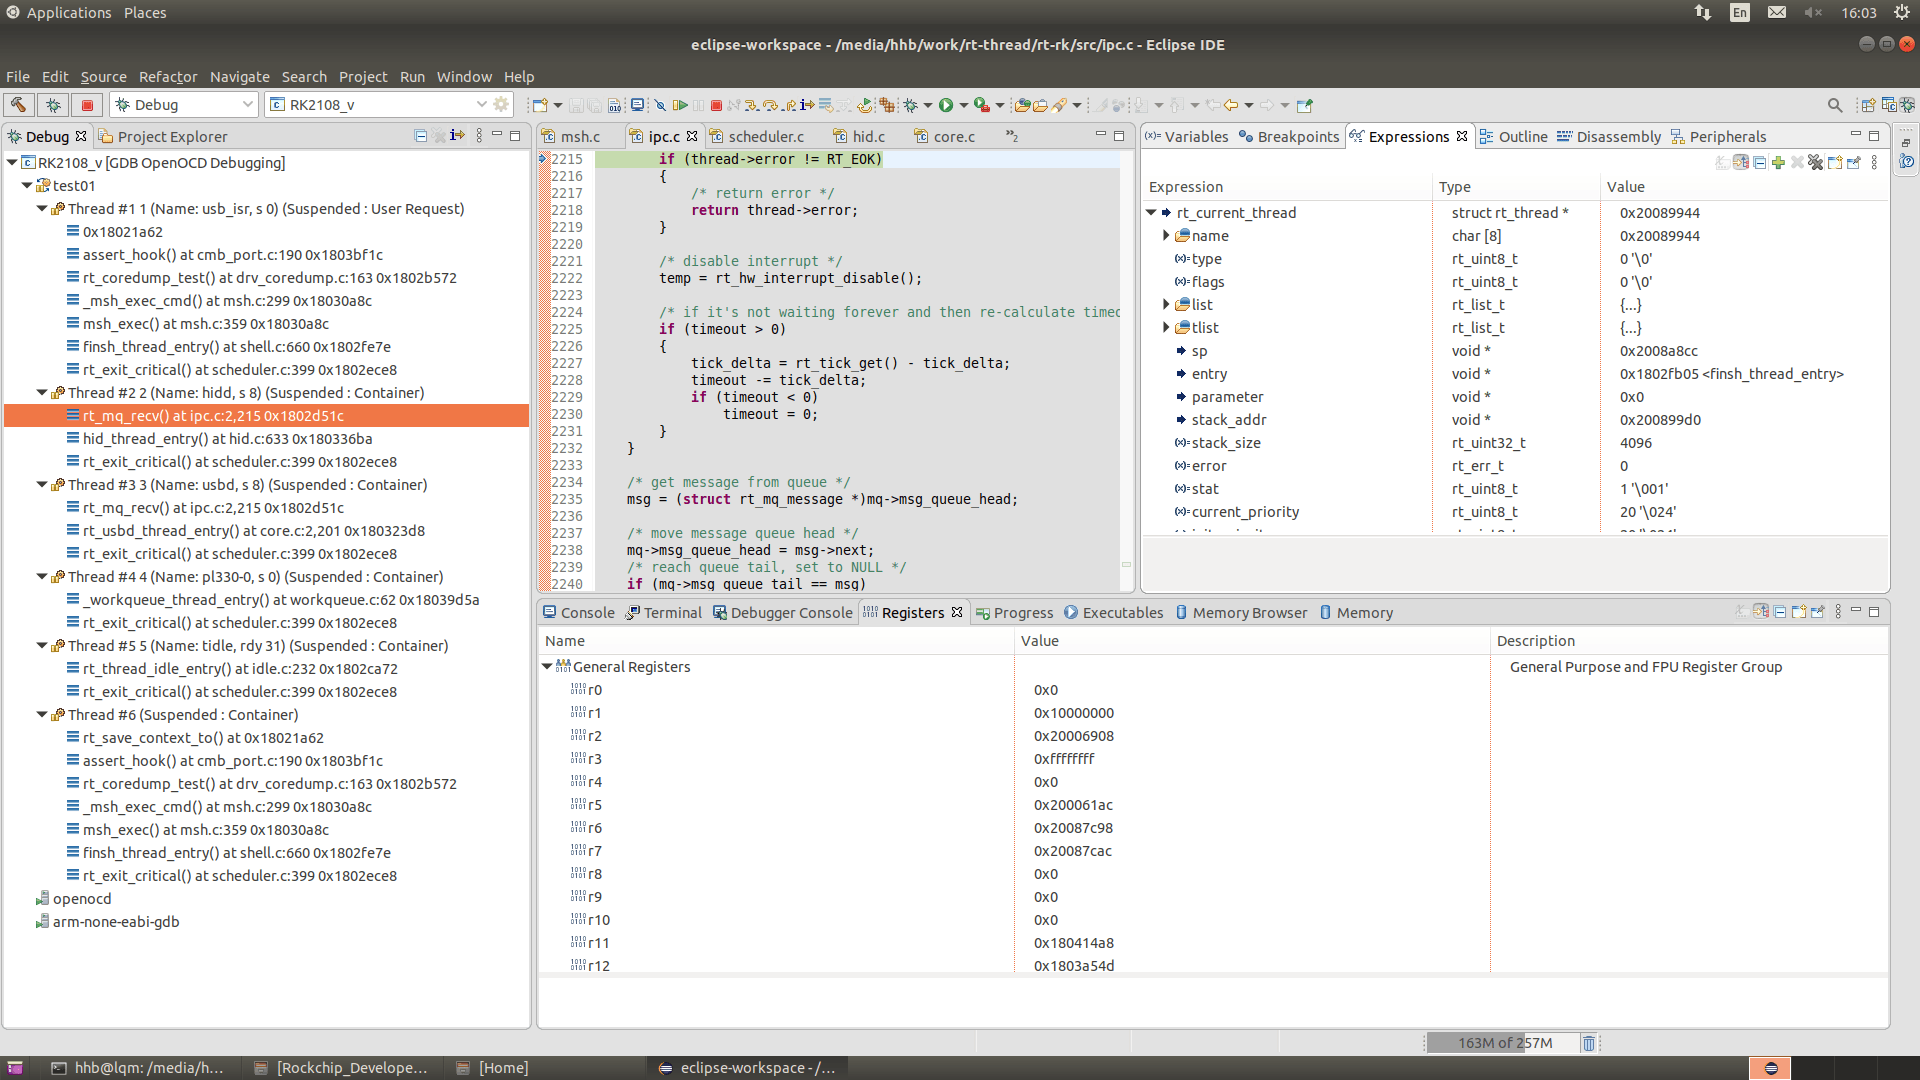 Applications Places
En 16:03
eclipse-workspace - /media/hhb/work/rt-thread/rt-rk/src/ipc.c - Eclipse IDE
File Edit Source Refactor Navigate Search Project Run Window Help
Debug RK2108_v
Debug Project Explorer
RK2108_v [GDB OpenOCD Debugging]
test01
Thread #1 1 (Name: usb_isr, s 0) (Suspended : User Request)
0x18021a62
assert_hook() at cmb_port.c:190 0x1803bf1c
rt_coredump_test() at drv_coredump.c:163 0x1802b572
_msh_exec_cmd() at msh.c:299 0x18030a8c
msh_exec() at msh.c:359 0x18030a8c
finsh_thread_entry() at shell.c:660 0x1802fe7e
rt_exit_critical() at scheduler.c:399 0x1802ece8
Thread #2 2 (Name: hidd, s 8) (Suspended : Container)
rt_mq_recv() at ipc.c:2,215 0x1802d51c
hid_thread_entry() at hid.c:633 0x180336ba
rt_exit_critical() at scheduler.c:399 0x1802ece8
Thread #3 3 (Name: usbd, s 8) (Suspended : Container)
rt_mq_recv() at ipc.c:2,215 0x1802d51c
rt_usbd_thread_entry() at core.c:2,201 0x180323d8
rt_exit_critical() at scheduler.c:399 0x1802ece8
Thread #4 4 (Name: pl330-0, s 0) (Suspended : Container)
_workqueue_thread_entry() at workqueue.c:62 0x18039d5a
rt_exit_critical() at scheduler.c:399 0x1802ece8
Thread #5 5 (Name: tidle, rdy 31) (Suspended : Container)
rt_thread_idle_entry() at idle.c:232 0x1802ca72
rt_exit_critical() at scheduler.c:399 0x1802ece8
Thread #6 (Suspended : Container)
rt_save_context_to() at 0x18021a62
assert_hook() at cmb_port.c:190 0x1803bf1c
rt_coredump_test() at drv_coredump.c:163 0x1802b572
_msh_exec_cmd() at msh.c:299 0x18030a8c
msh_exec() at msh.c:359 0x18030a8c
finsh_thread_entry() at shell.c:660 0x1802fe7e
rt_exit_critical() at scheduler.c:399 0x1802ece8
openocd
arm-none-eabi-gdb
msh.c ipc.c scheduler.c hid.c core.c »2
2215 if (thread->error != RT_EOK)
2216 {
2217 /* return error */
2218 return thread->error;
2219 }
2220
2221 /* disable interrupt */
2222 temp = rt_hw_interrupt_disable();
2223
2224 /* if it's not waiting forever and then re-calculate timeo
2225 if (timeout > 0)
2226 {
2227 tick_delta = rt_tick_get() - tick_delta;
2228 timeout -= tick_delta;
2229 if (timeout < 0)
2230 timeout = 0;
2231 }
2232 }
2233
2234 /* get message from queue */
2235 msg = (struct rt_mq_message *)mq->msg_queue_head;
2236
2237 /* move message queue head */
2238 mq->msg_queue_head = msg->next;
2239 /* reach queue tail, set to NULL */
2240 if (mq->msg_queue_tail == msg)
Variables Breakpoints Expressions Outline Disassembly Peripherals
Expression Type Value
rt_current_thread struct rt_thread * 0x20089944
name char [8] 0x20089944
type rt_uint8_t 0 '\0'
flags rt_uint8_t 0 '\0'
list rt_list_t {...}
tlist rt_list_t {...}
sp void * 0x2008a8cc
entry void * 0x1802fb05 <finsh_thread_entry>
parameter void * 0x0
stack_addr void * 0x200899d0
stack_size rt_uint32_t 4096
error rt_err_t 0
stat rt_uint8_t 1 '\001'
current_priority rt_uint8_t 20 '\024'
Console Terminal Debugger Console Registers Progress Executables Memory Browser Memory
Name Value Description
General Registers General Purpose and FPU Register Group
r0 0x0
r1 0x10000000
r2 0x20006908
r3 0xffffffff
r4 0x0
r5 0x200061ac
r6 0x20087c98
r7 0x20087cac
r8 0x0
r9 0x0
r10 0x0
r11 0x180414a8
r12 0x1803a54d
163M of 257M
hhb@lqm: /media/h... [Rockchip_Develope... [Home] eclipse-workspace - /...